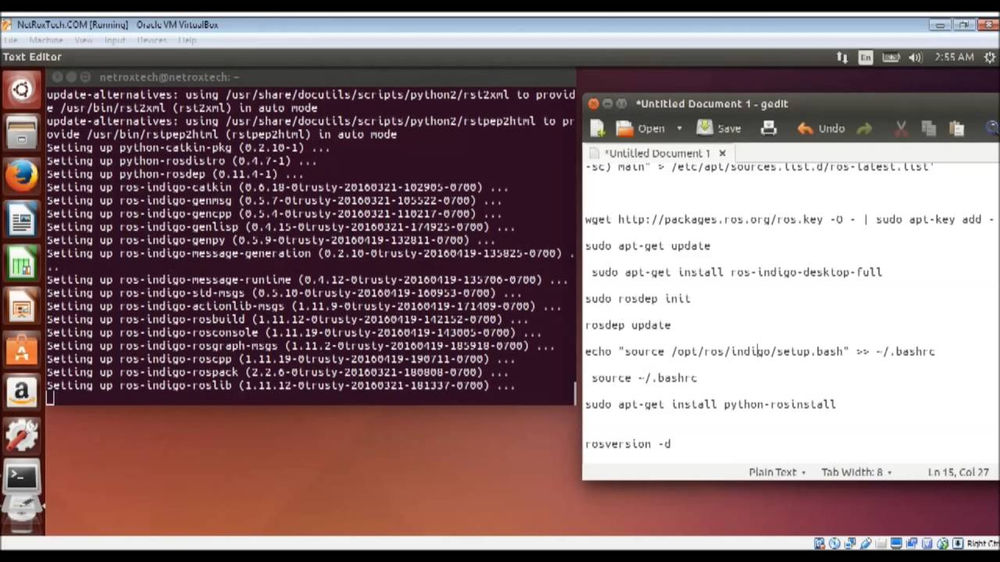 NetRoxTech.COM [Running] Oracle VM VirtualBox
File Machine View Input Devices Help
Text Editor
En
2:55 AM
netroxtech@netroxtech: ~
update-alternatives: using /usr/share/docutils/scripts/python2/rst2xml to provid
e /usr/bin/rst2xml (rst2xml) in auto mode
update-alternatives: using /usr/share/docutils/scripts/python2/rstpep2html to pr
ovide /usr/bin/rstpep2html (rstpep2html) in auto mode
Setting up python-catkin-pkg (0.2.10-1) ...
Setting up python-rosdistro (0.4.7-1) ...
Setting up python-rosdep (0.11.4-1) ...
Setting up ros-indigo-catkin (0.6.18-0trusty-20160321-102905-0700) ...
Setting up ros-indigo-genmsg (0.5.7-0trusty-20160321-105522-0700) ...
Setting up ros-indigo-gencpp (0.5.4-0trusty-20160321-110217-0700) ...
Setting up ros-indigo-genlisp (0.4.15-0trusty-20160321-174925-0700) ...
Setting up ros-indigo-genpy (0.5.9-0trusty-20160419-132811-0700) ...
Setting up ros-indigo-message-generation (0.2.10-0trusty-20160419-135825-0700) .
..
Setting up ros-indigo-message-runtime (0.4.12-0trusty-20160419-135706-0700) ...
Setting up ros-indigo-std-msgs (0.5.10-0trusty-20160419-160953-0700) ...
Setting up ros-indigo-actionlib-msgs (1.11.9-0trusty-20160419-171409-0700) ...
Setting up ros-indigo-rosbuild (1.11.12-0trusty-20160419-142152-0700) ...
Setting up ros-indigo-rosconsole (1.11.19-0trusty-20160419-143005-0700) ...
Setting up ros-indigo-rosgraph-msgs (1.11.2-0trusty-20160419-185918-0700) ...
Setting up ros-indigo-roscpp (1.11.19-0trusty-20160419-190711-0700) ...
Setting up ros-indigo-rospack (2.2.6-0trusty-20160321-180808-0700) ...
Setting up ros-indigo-roslib (1.11.12-0trusty-20160321-181337-0700) ...
*Untitled Document 1 - gedit
Open Save Undo
*Untitled Document 1
-sc) main" > /etc/apt/sources.list.d/ros-latest.list'
wget http://packages.ros.org/ros.key -O - | sudo apt-key add -
sudo apt-get update
sudo apt-get install ros-indigo-desktop-full
sudo rosdep init
rosdep update
echo "source /opt/ros/indigo/setup.bash" >> ~/.bashrc
source ~/.bashrc
sudo apt-get install python-rosinstall
rosversion -d
Plain Text Tab Width: 8 Ln 15, Col 27
Right Ctr